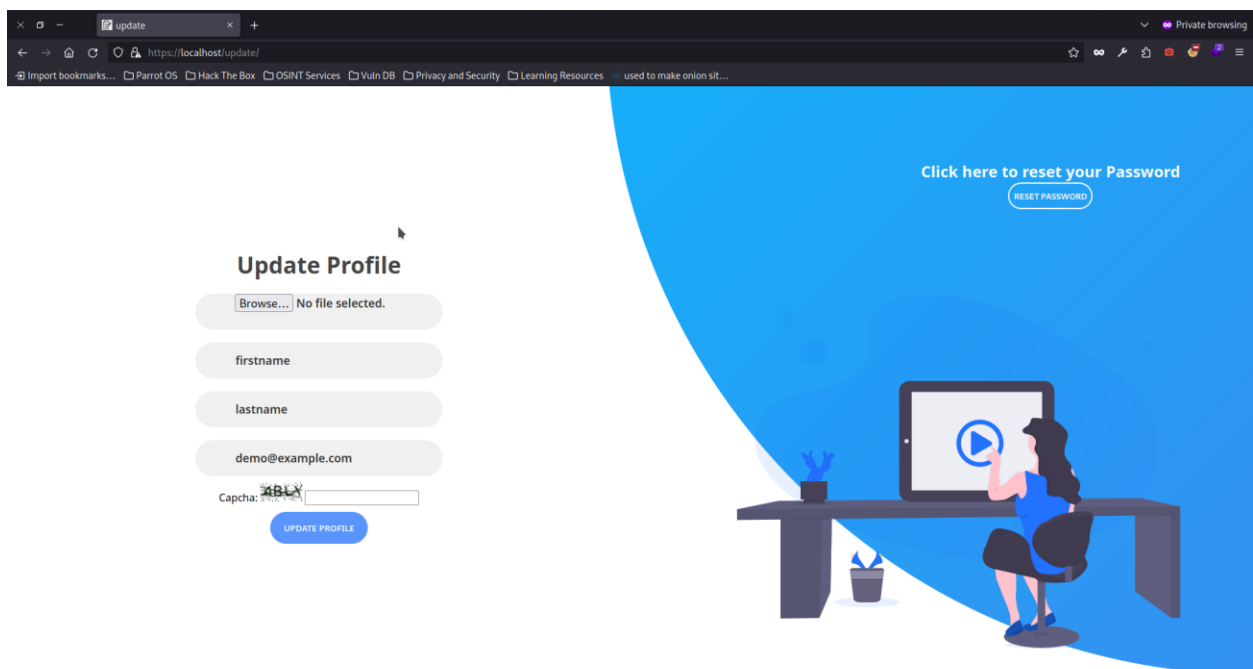 update
Private browsing
https://localhost/update/
Import bookmarks... Parrot OS Hack The Box OSINT Services Vuln DB Privacy and Security Learning Resources used to make onion sit...
Click here to reset your Password
RESET PASSWORD
Update Profile
Browse... No file selected.
firstname
lastname
demo@example.com
Capcha: ABLX
UPDATE PROFILE